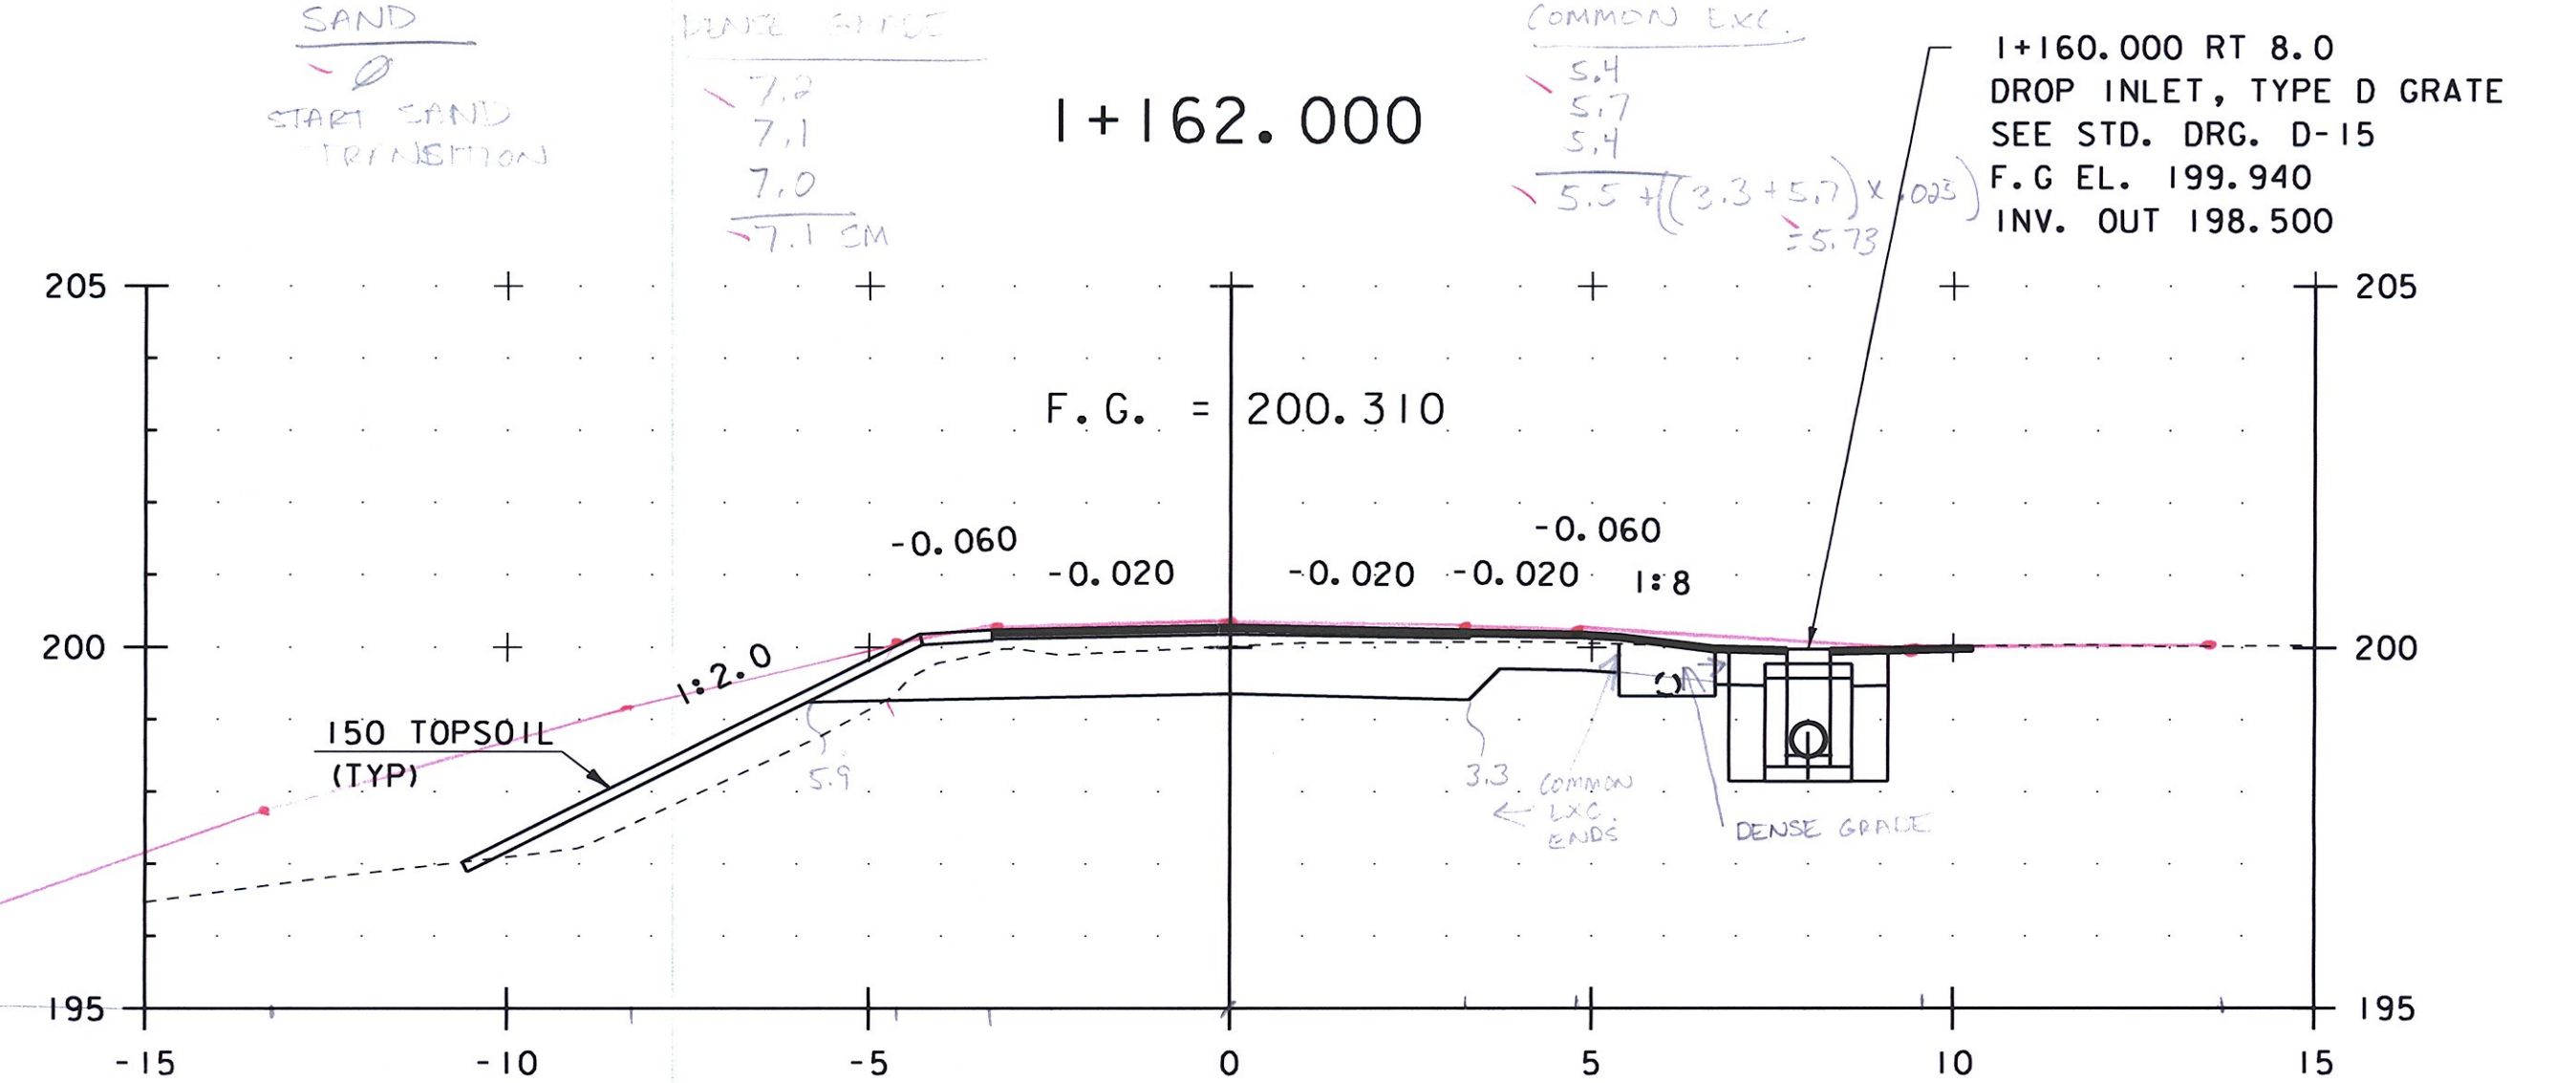 SAND
Ø
START SAND
TRANSITION
DENSE GRADE
7.2
7.1
7.0
7.1 SM
COMMON EXC.
5.4
5.7
5.4
5.5 + ((3.3 + 5.7) x .025)
= 5.73
1+162.000
1+160.000 RT 8.0
DROP INLET, TYPE D GRATE
SEE STD. DRG. D-15
F.G EL. 199.940
INV. OUT 198.500
205
205
F.G. = 200.310
-0.060
-0.020
-0.020
-0.020
-0.060
1:8
200
200
1:2.0
150 TOPSOIL
(TYP)
5.9
3.3
COMMON
EXC.
ENDS
DENSE GRADE
195
195
-15
-10
-5
0
5
10
15